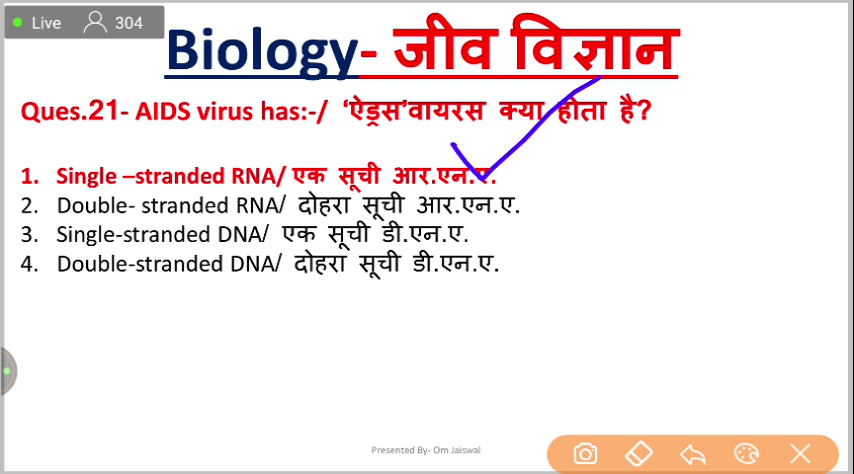 Live 304
Biology- जीव विज्ञान
Ques.21- AIDS virus has:-/ ‘ऐड्रस’वायरस क्या होता है?
1. Single –stranded RNA/ एक सूची आर.एन.ए.
2. Double- stranded RNA/ दोहरा सूची आर.एन.ए.
3. Single-stranded DNA/ एक सूची डी.एन.ए.
4. Double-stranded DNA/ दोहरा सूची डी.एन.ए.
Presented By- Om Jaiswal